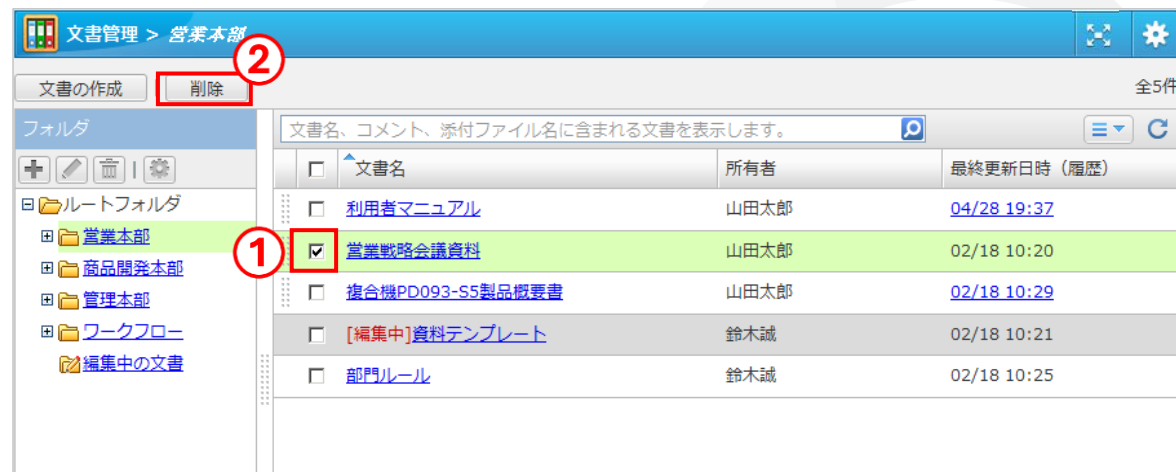 文書管理 > 営業本部
②
文書の作成 削除 全5件
フォルダ
文書名、コメント、添付ファイル名に含まれる文書を表示します。
文書名 所有者 最終更新日時（履歴）
ルートフォルダ
営業本部
商品開発本部
管理本部
ワークフロー
編集中の文書
①
利用者マニュアル 山田太郎 04/28 19:37
営業戦略会議資料 山田太郎 02/18 10:20
複合機PD093-S5製品概要書 山田太郎 02/18 10:29
[編集中]資料テンプレート 鈴木誠 02/18 10:21
部門ルール 鈴木誠 02/18 10:25